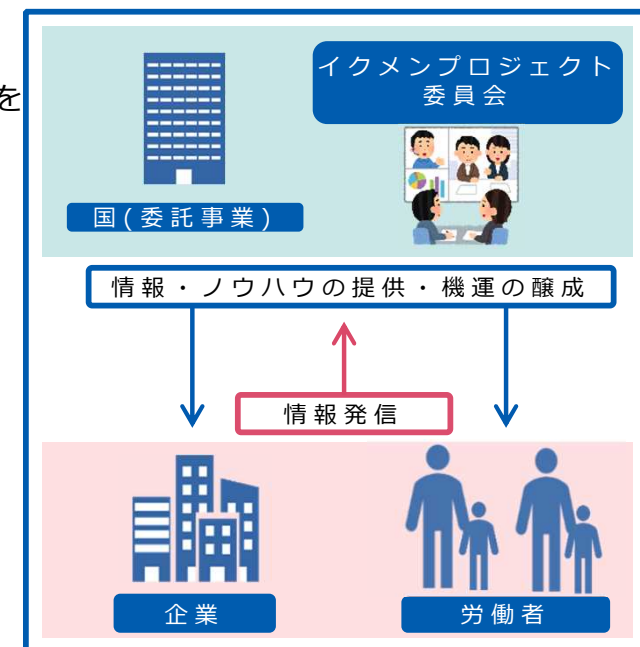 を
イクメンプロジェクト
委員会
国(委託事業)
情報・ノウハウの提供・機運の醸成
情報発信
企業
労働者